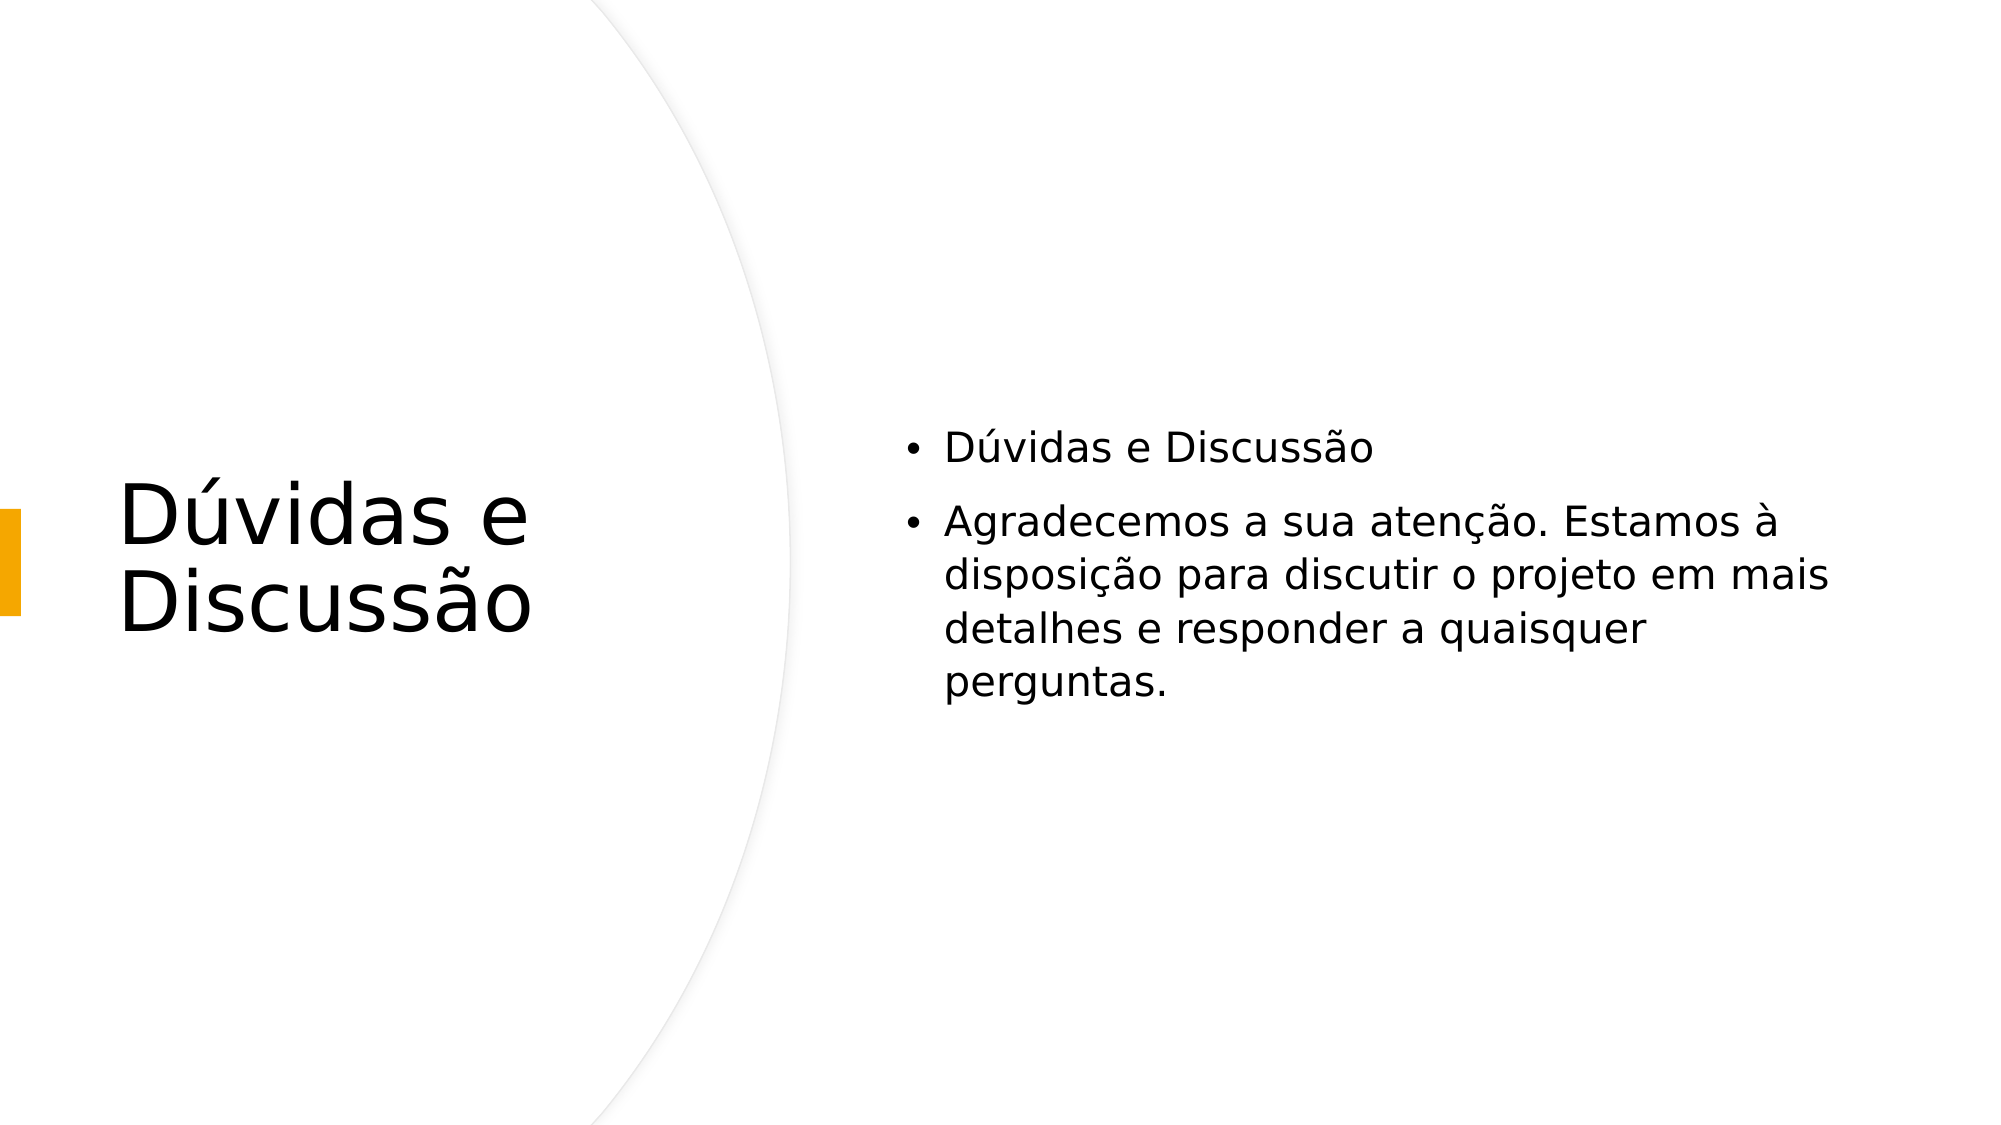 Dúvidas e
Discussão
• Dúvidas e Discussão
• Agradecemos a sua atenção. Estamos à
disposição para discutir o projeto em mais
detalhes e responder a quaisquer
perguntas.